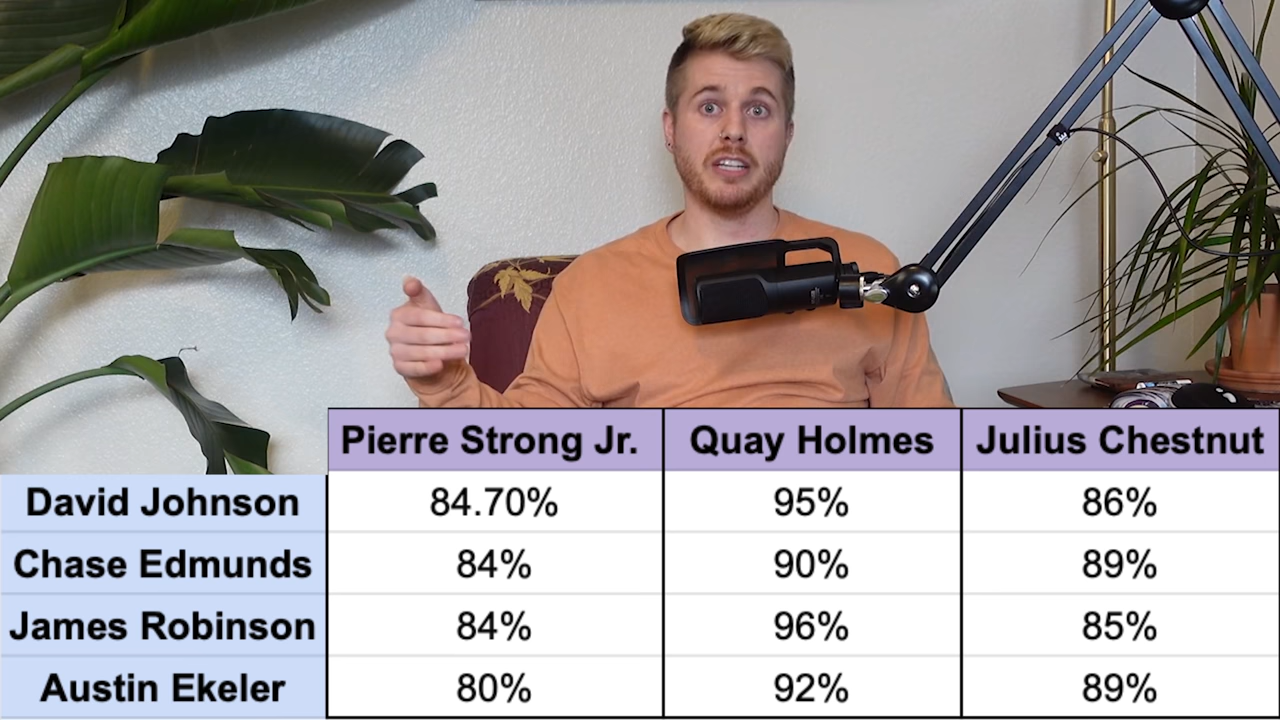 Pierre Strong Jr. Quay Holmes Julius Chestnut
David Johnson 84.70% 95% 86%
Chase Edmunds 84% 90% 89%
James Robinson 84% 96% 85%
Austin Ekeler 80% 92% 89%